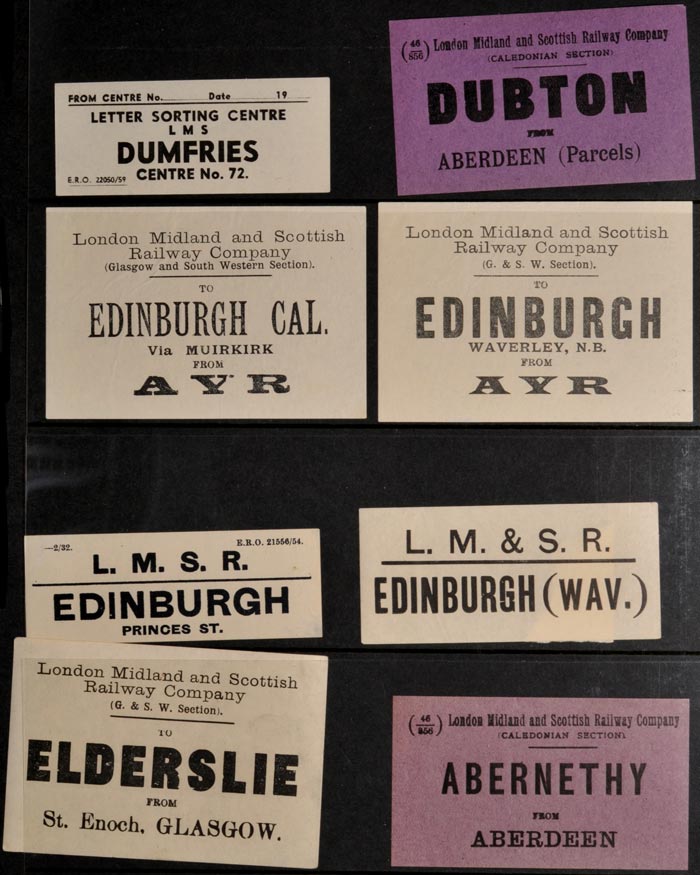 FROM CENTRE No. Date 19
LETTER SORTING CENTRE
L M S
DUMFRIES
E.R.O. 22050/59 CENTRE No. 72.
(46/856) London Midland and Scottish Railway Company
(CALEDONIAN SECTION)
DUBTON
FROM
ABERDEEN (Parcels)
London Midland and Scottish
Railway Company
(Glasgow and South Western Section).
TO
EDINBURGH CAL.
Via MUIRKIRK
FROM
AYR
London Midland and Scottish
Railway Company
(G. & S. W. Section).
TO
EDINBURGH
WAVERLEY, N.B.
FROM
AYR
—2/32. E.R.O. 21556/54.
L. M. S. R.
EDINBURGH
PRINCES ST.
L. M. & S. R.
EDINBURGH (WAV.)
London Midland and Scottish
Railway Company
(G. & S. W. Section).
TO
ELDERSLIE
FROM
St. Enoch, GLASGOW.
(46/856) London Midland and Scottish Railway Company
(CALEDONIAN SECTION)
ABERNETHY
FROM
ABERDEEN